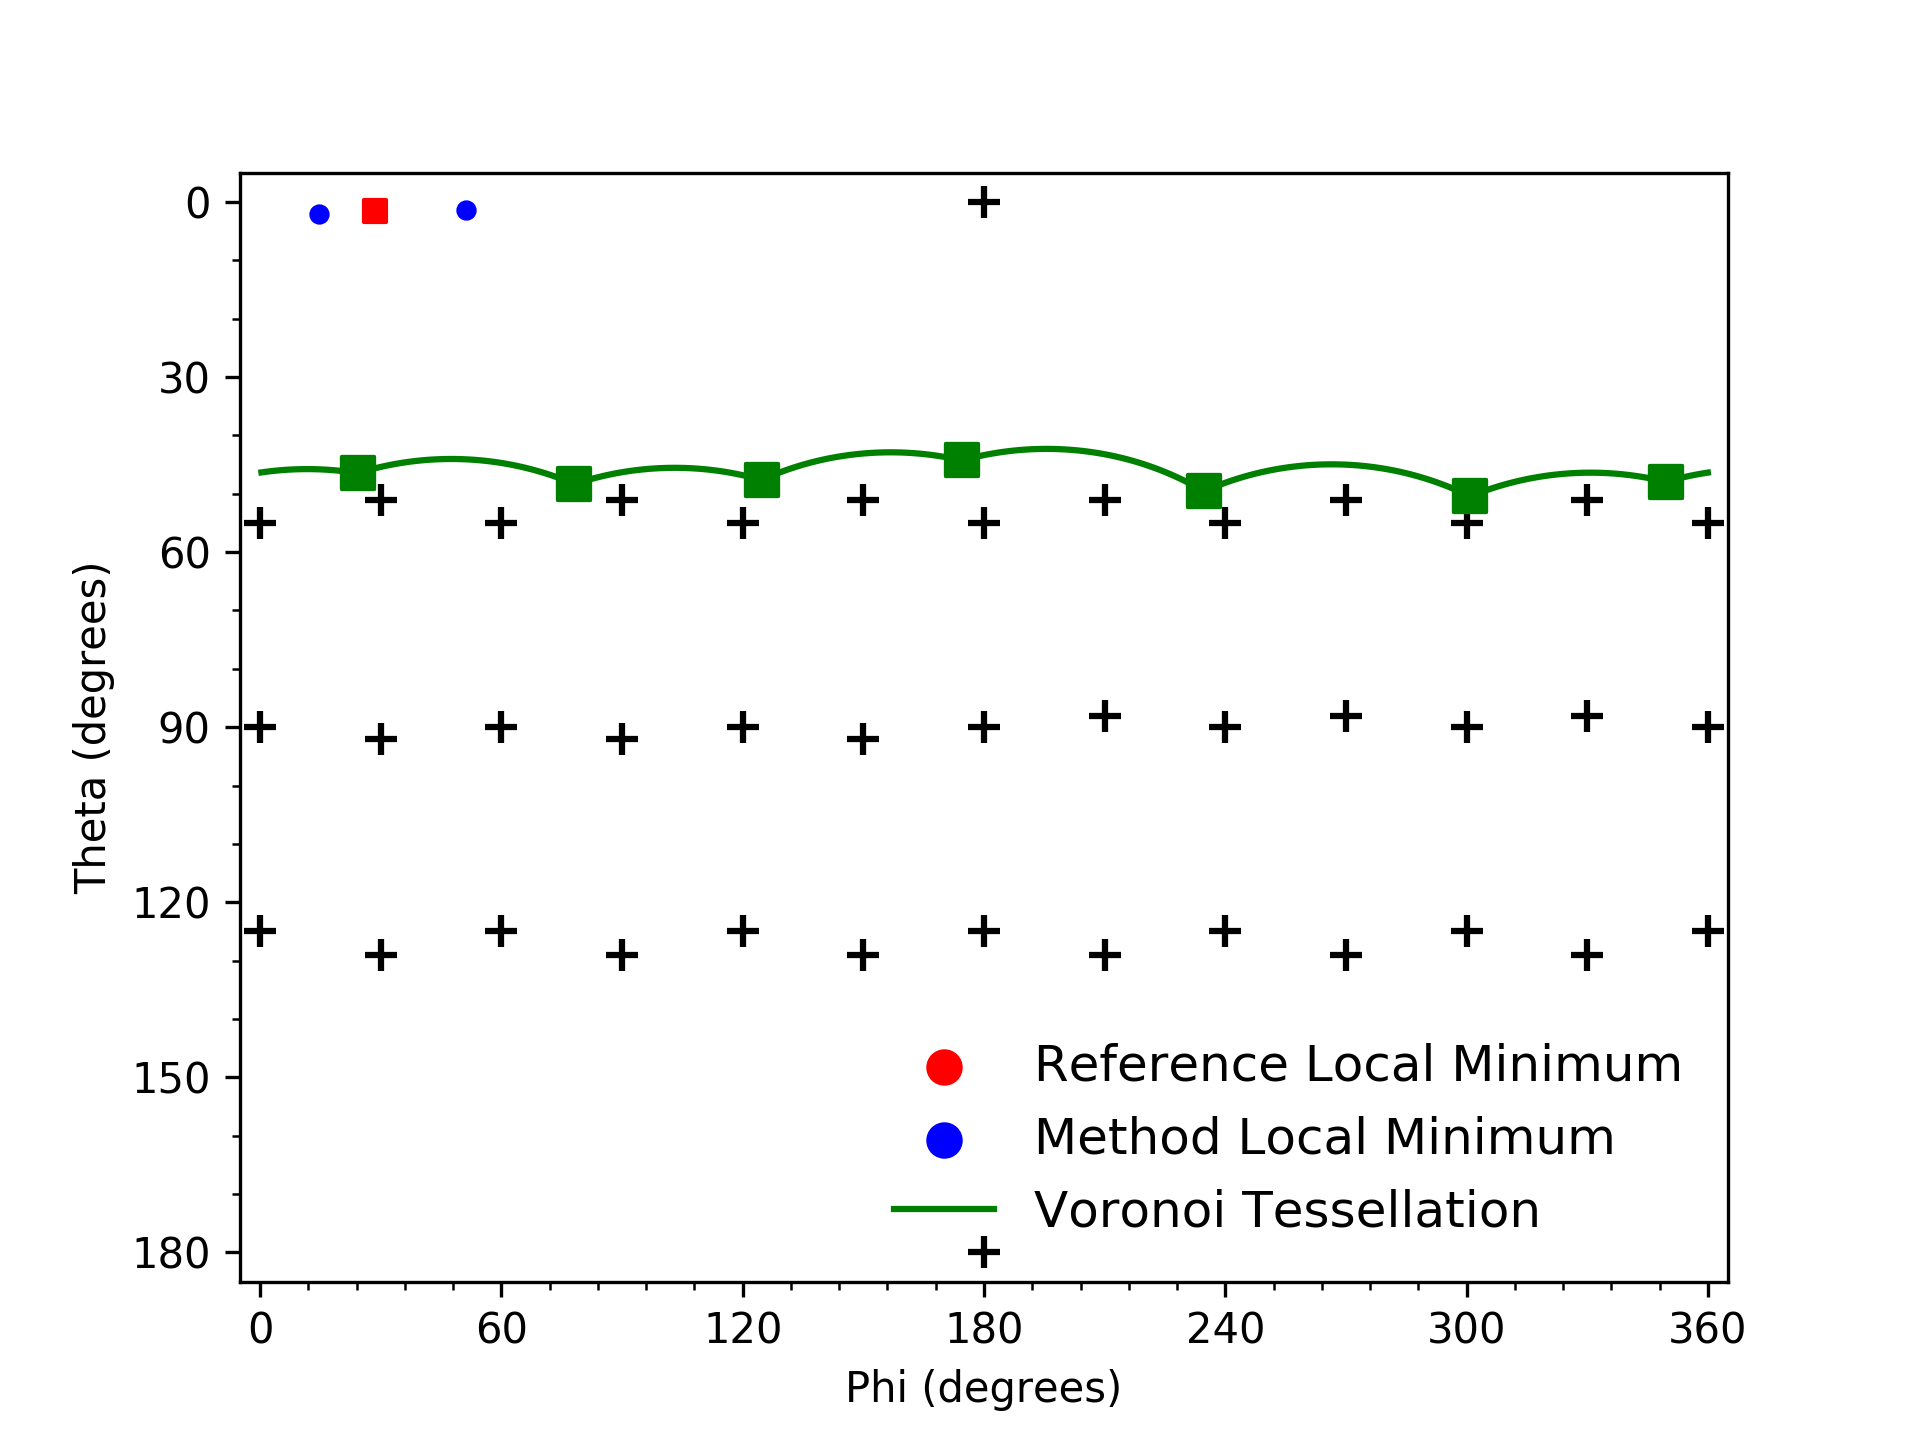 0
30
60
90
120
150
180
Theta (degrees)
Reference Local Minimum
Method Local Minimum
Voronoi Tessellation
0 60 120 180 240 300 360
Phi (degrees)